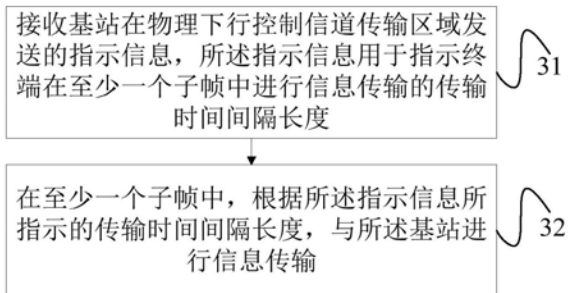 接收基站在物理下行控制信道传输区域发
送的指示信息，所述指示信息用于指示终
端在至少一个子帧中进行信息传输的传输
时间间隔长度
31
在至少一个子帧中，根据所述指示信息所
指示的传输时间间隔长度，与所述基站进
行信息传输
32